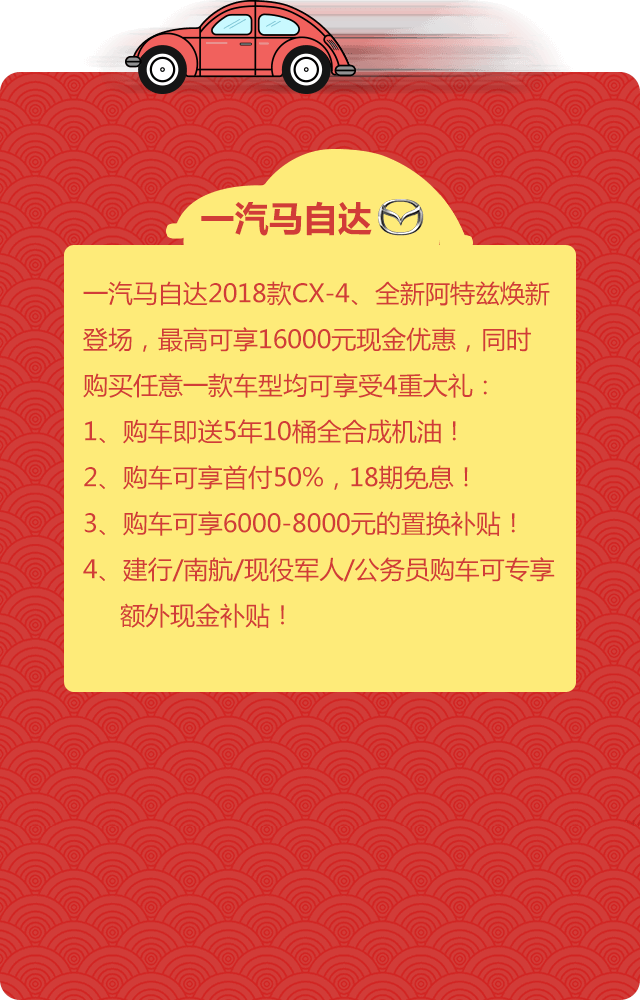 一汽马自达
一汽马自达2018款CX-4、全新阿特兹焕新
登场，最高可享16000元现金优惠，同时
购买任意一款车型均可享受4重大礼：
1、购车即送5年10桶全合成机油！
2、购车可享首付50%，18期免息！
3、购车可享6000-8000元的置换补贴！
4、建行/南航/现役军人/公务员购车可专享
额外现金补贴！